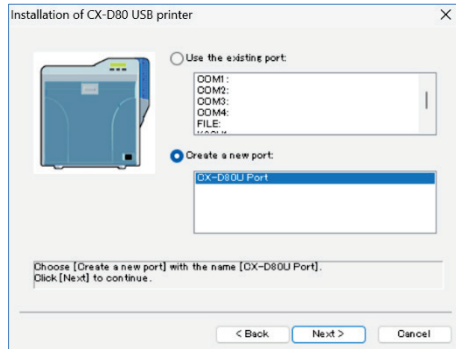 Installation of CX-D80 USB printer
Use the existing port:
COM1:
COM2:
COM3:
COM4:
FILE:
Create a new port:
CX-D80U Port
Choose [Create a new port] with the name [CX-D80U Port].
Click [Next] to continue.
< Back
Next >
Cancel